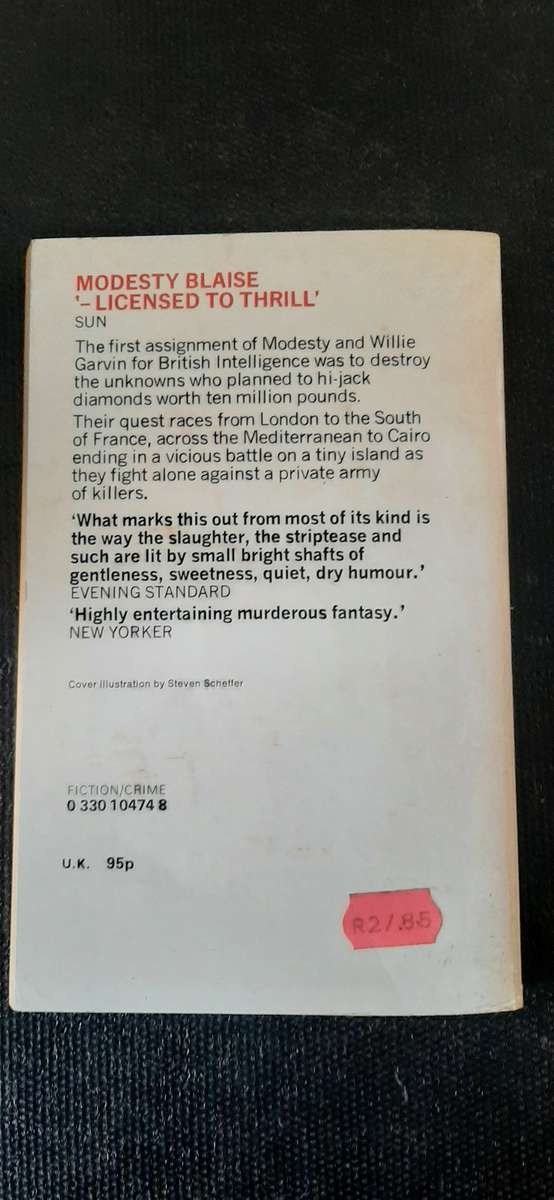 MODESTY BLAISE
‘– LICENSED TO THRILL’
SUN
The first assignment of Modesty and Willie
Garvin for British Intelligence was to destroy
the unknowns who planned to hi-jack
diamonds worth ten million pounds.
Their quest races from London to the South
of France, across the Mediterranean to Cairo
ending in a vicious battle on a tiny island as
they fight alone against a private army
of killers.
‘What marks this out from most of its kind is
the way the slaughter, the striptease and
such are lit by small bright shafts of
gentleness, sweetness, quiet, dry humour.’
EVENING STANDARD
‘Highly entertaining murderous fantasy.’
NEW YORKER
Cover illustration by Steven Scheffer
FICTION/CRIME
0 330 10474 8
U.K. 95p